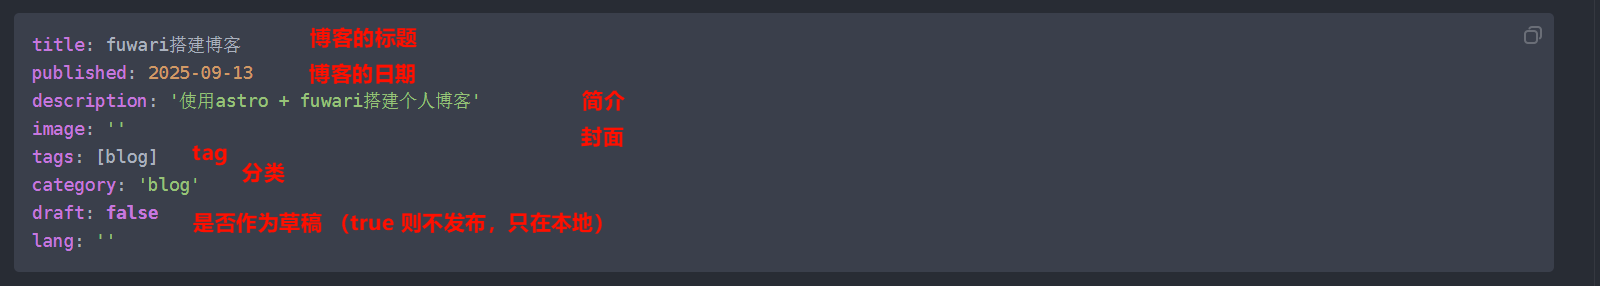 title: fuwari搭建博客 博客的标题
published: 2025-09-13 博客的日期
description: '使用astro + fuwari搭建个人博客' 简介
image: '' 封面
tags: [blog] tag
category: 'blog' 分类
draft: false 是否作为草稿 （true 则不发布，只在本地）
lang: ''